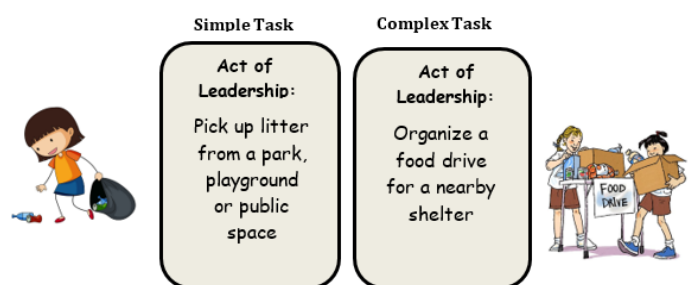 Simple Task
Complex Task
Act of
Leadership:
Pick up litter
from a park,
playground
or public
space
Act of
Leadership:
Organize a
food drive
for a nearby
shelter
FOOD
DRIVE